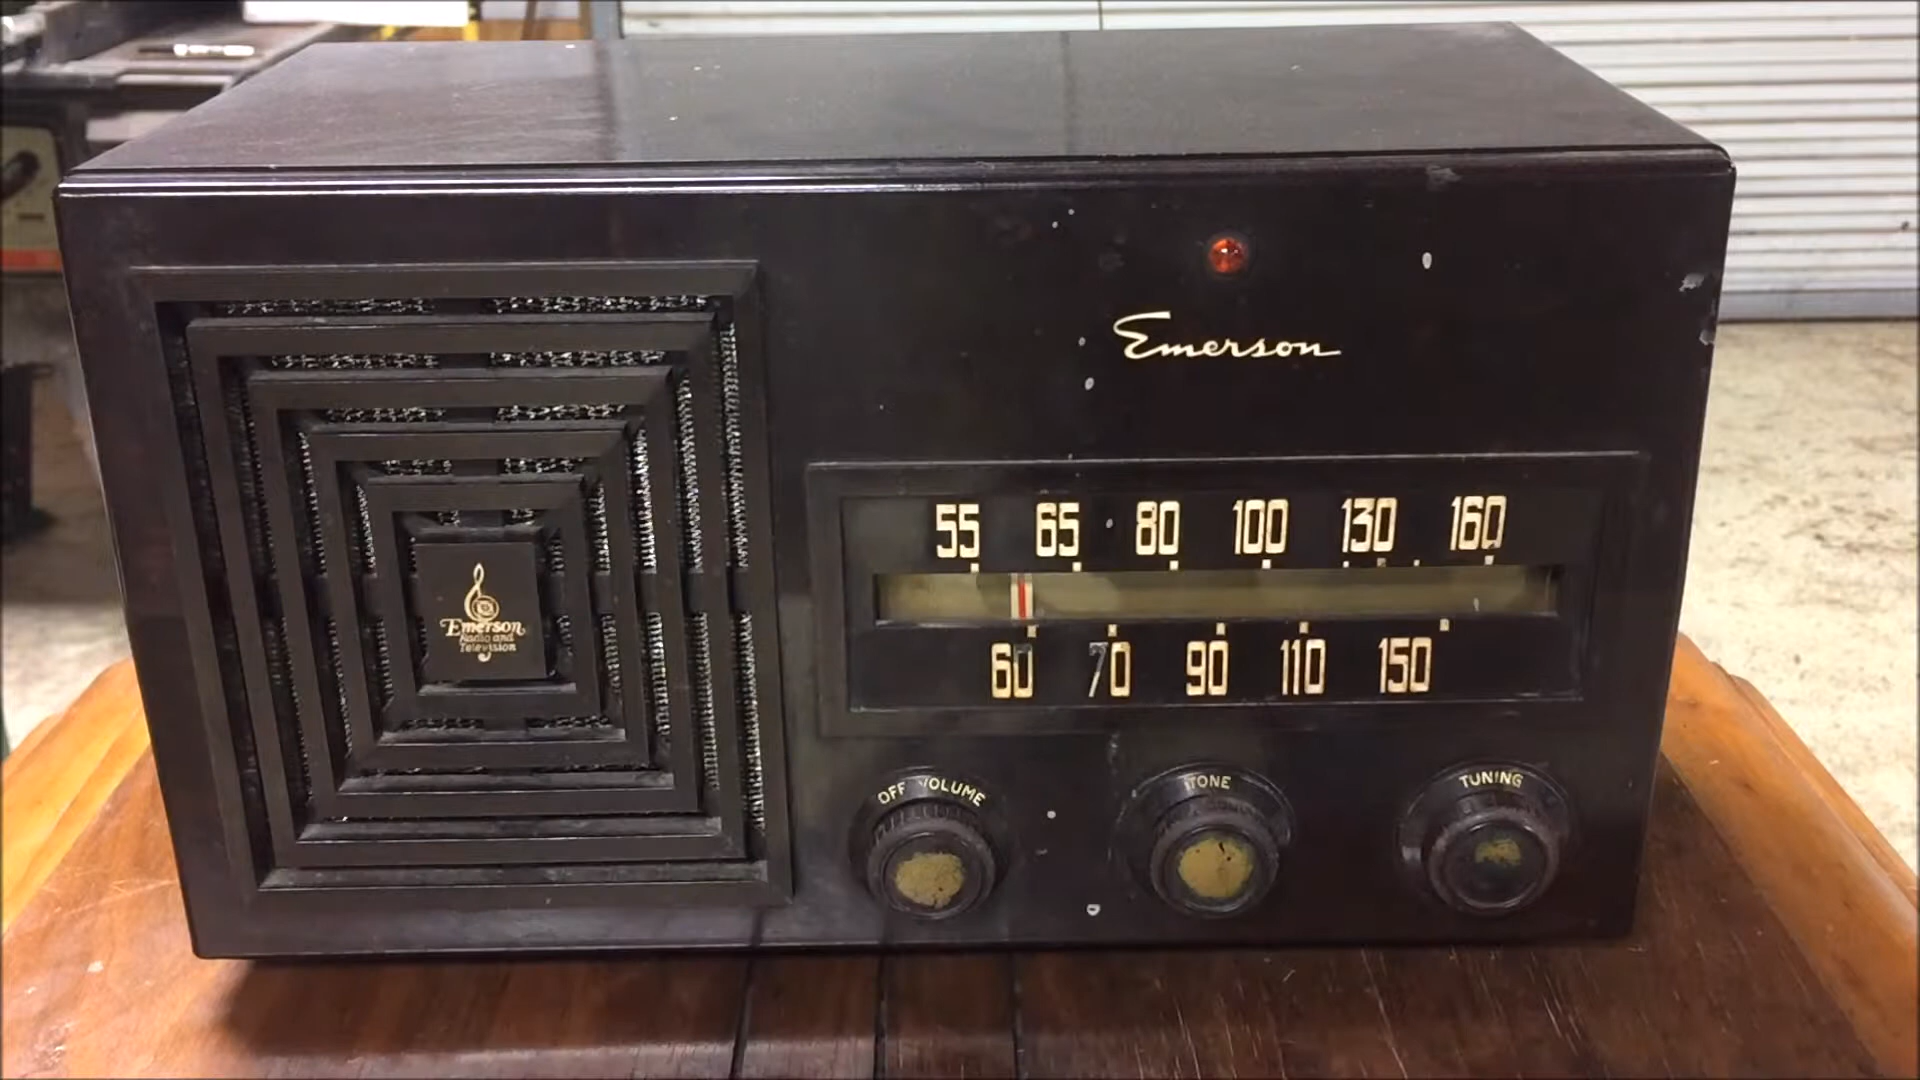 Emerson
55 65 80 100 130 160
60 70 90 110 150
Emerson
Radio and
Television
OFF VOLUME
TONE
TUNING